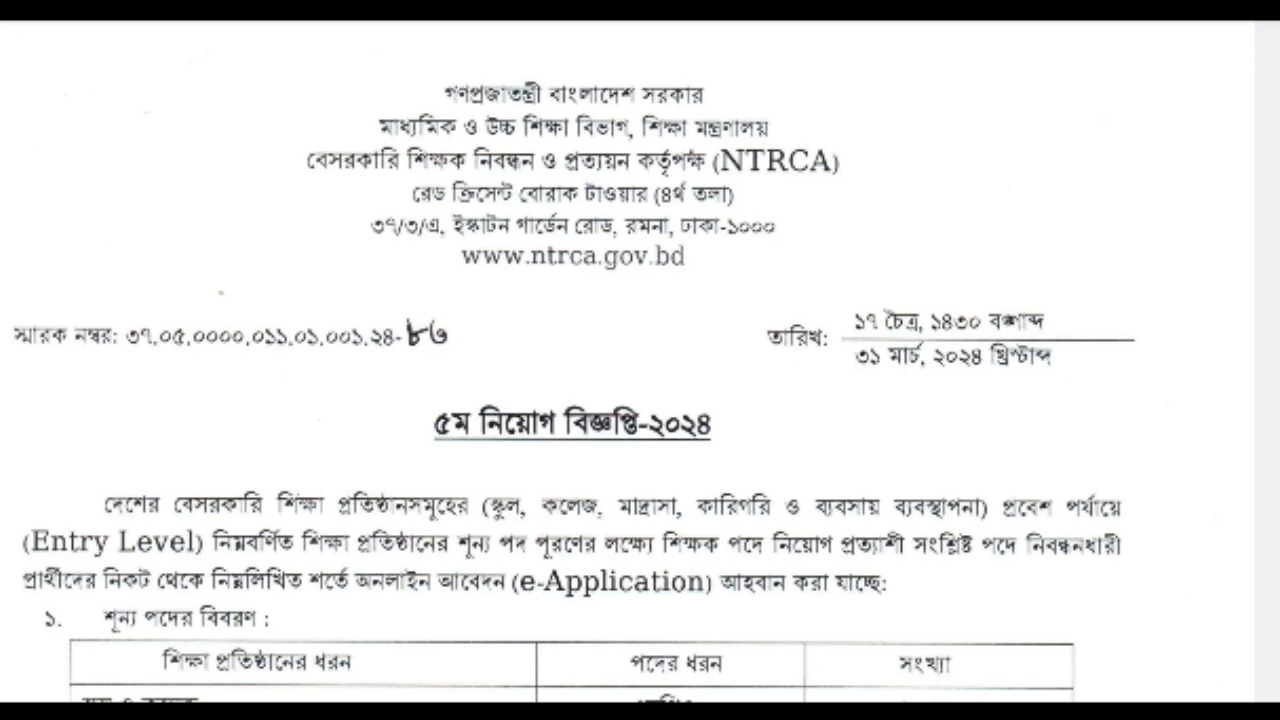 গণপ্রজাতন্ত্রী বাংলাদেশ সরকার
মাধ্যমিক ও উচ্চ শিক্ষা বিভাগ, শিক্ষা মন্ত্রণালয়
বেসরকারি শিক্ষক নিবন্ধন ও প্রত্যয়ন কর্তৃপক্ষ (NTRCA)
রেড ক্রিসেন্ট বোরাক টাওয়ার (৪র্থ তলা)
৩৭/৩/এ, ইস্কাটন গার্ডেন রোড, রমনা, ঢাকা-১০০০
www.ntrca.gov.bd
স্মারক নম্বর: ৩৭.০৫.০০০০.০১১.০১.০০১.২৪-৮৬
তারিখ: ১৭ চৈত্র, ১৪৩০ বঙ্গাব্দ
৩১ মার্চ, ২০২৪ খ্রিস্টাব্দ
৫ম নিয়োগ বিজ্ঞপ্তি-২০২৪
দেশের বেসরকারি শিক্ষা প্রতিষ্ঠানসমূহের (স্কুল, কলেজ, মাদ্রাসা, কারিগরি ও ব্যবসায় ব্যবস্থাপনা) প্রবেশ পর্যায়ে
(Entry Level) নিম্নবর্ণিত শিক্ষা প্রতিষ্ঠানের শূন্য পদ পূরণের লক্ষ্যে শিক্ষক পদে নিয়োগ প্রত্যাশী সংশ্লিষ্ট পদে নিবন্ধনধারী
প্রার্থীদের নিকট থেকে নিম্নলিখিত শর্তে অনলাইন আবেদন (e-Application) আহবান করা যাচ্ছে:
১. শূন্য পদের বিবরণ :
শিক্ষা প্রতিষ্ঠানের ধরন পদের ধরন সংখ্যা